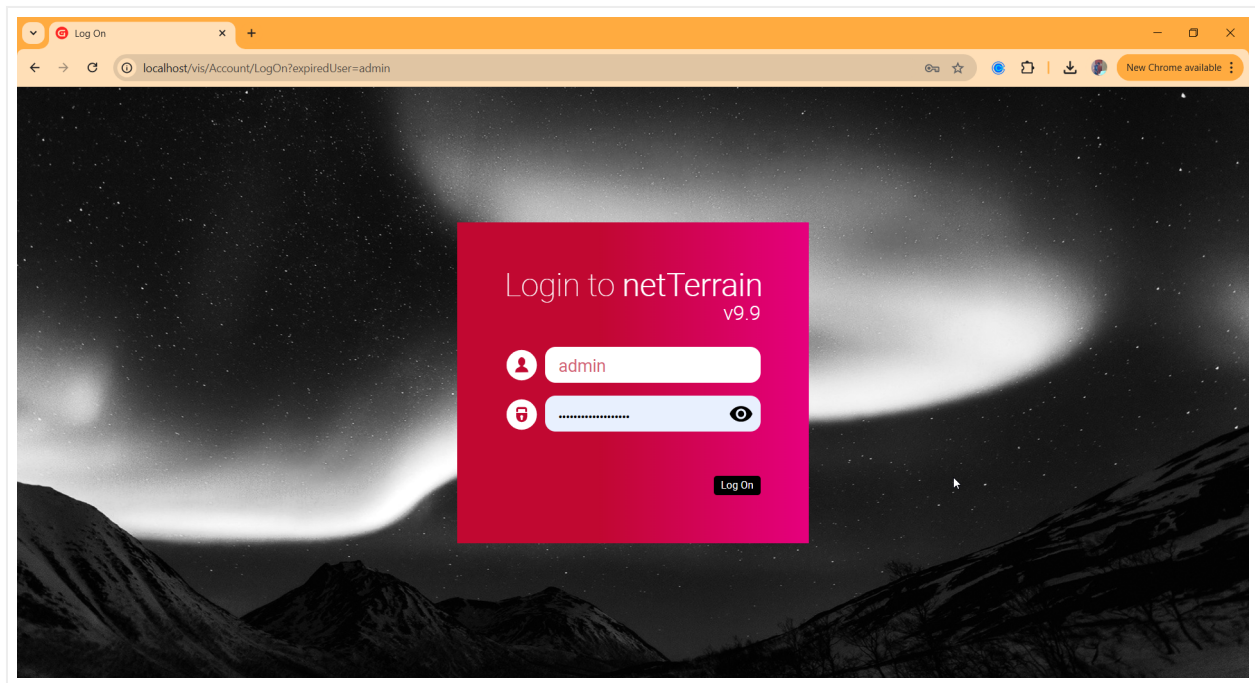 Log On
localhost/vis/Account/LogOn?expiredUser=admin
New Chrome available
Login to netTerrain
v9.9
admin
Log On